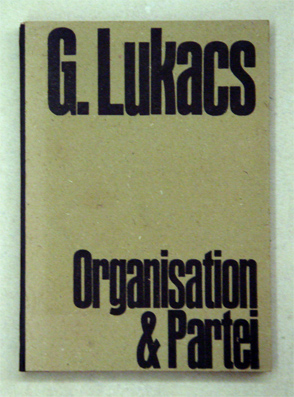 G. Lukacs
Organisation
& Partei